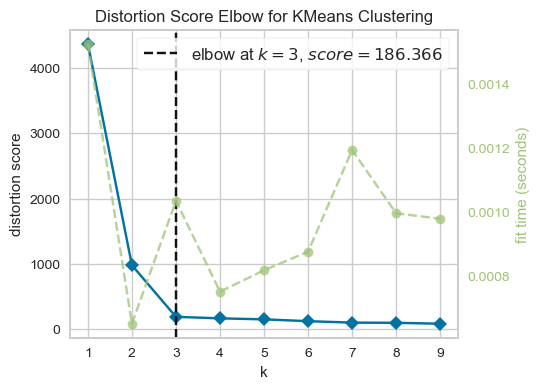 Distortion Score Elbow for KMeans Clustering
elbow at k = 3, score = 186.366
distortion score
4000
3000
2000
1000
0
0.0014
0.0012
0.0010
0.0008
fit time (seconds)
1 2 3 4 5 6 7 8 9
k